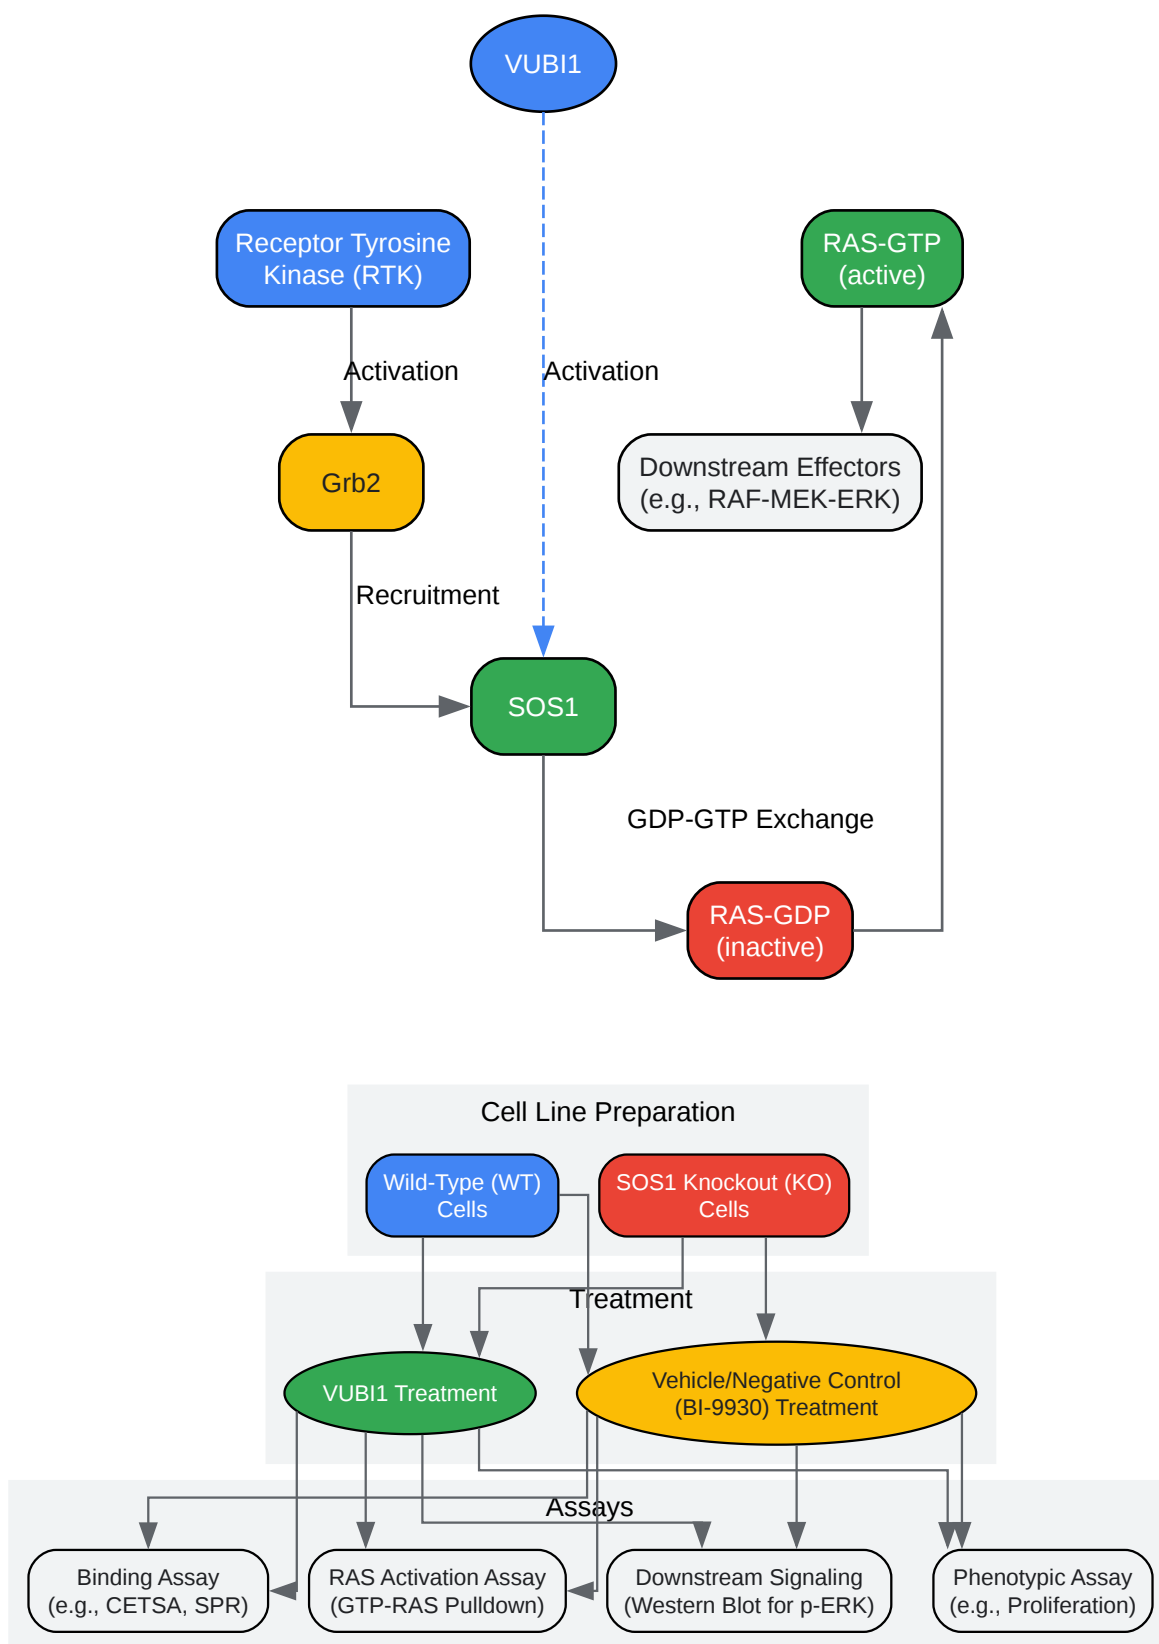 VUBI1
Receptor Tyrosine
Kinase (RTK)
RAS-GTP
(active)
Activation
Activation
Grb2
Downstream Effectors
(e.g., RAF-MEK-ERK)
Recruitment
SOS1
GDP-GTP Exchange
RAS-GDP
(inactive)
Cell Line Preparation
Wild-Type (WT)
Cells
SOS1 Knockout (KO)
Cells
Treatment
VUBI1 Treatment
Vehicle/Negative Control
(BI-9930) Treatment
Assays
Binding Assay
(e.g., CETSA, SPR)
RAS Activation Assay
(GTP-RAS Pulldown)
Downstream Signaling
(Western Blot for p-ERK)
Phenotypic Assay
(e.g., Proliferation)